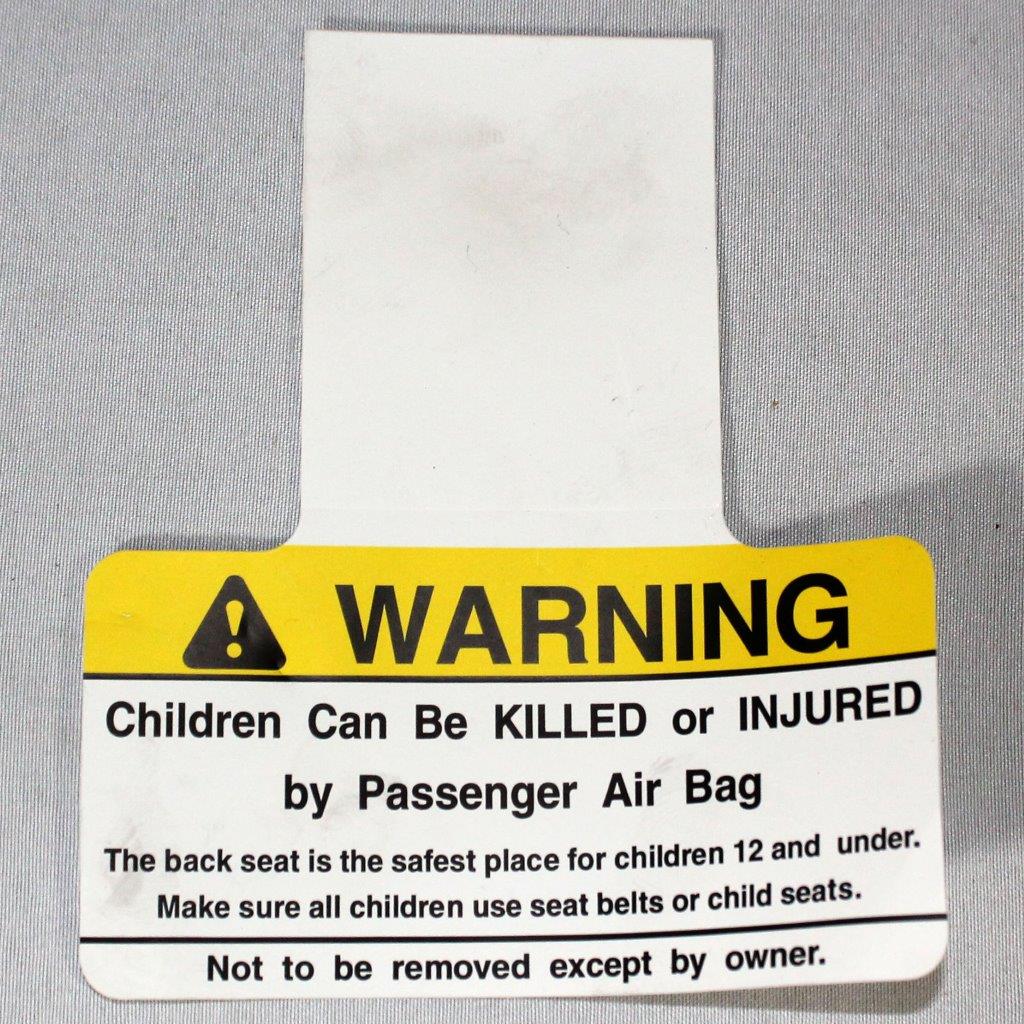 WARNING
Children Can Be KILLED or INJURED
by Passenger Air Bag
The back seat is the safest place for children 12 and under.
Make sure all children use seat belts or child seats.
Not to be removed except by owner.